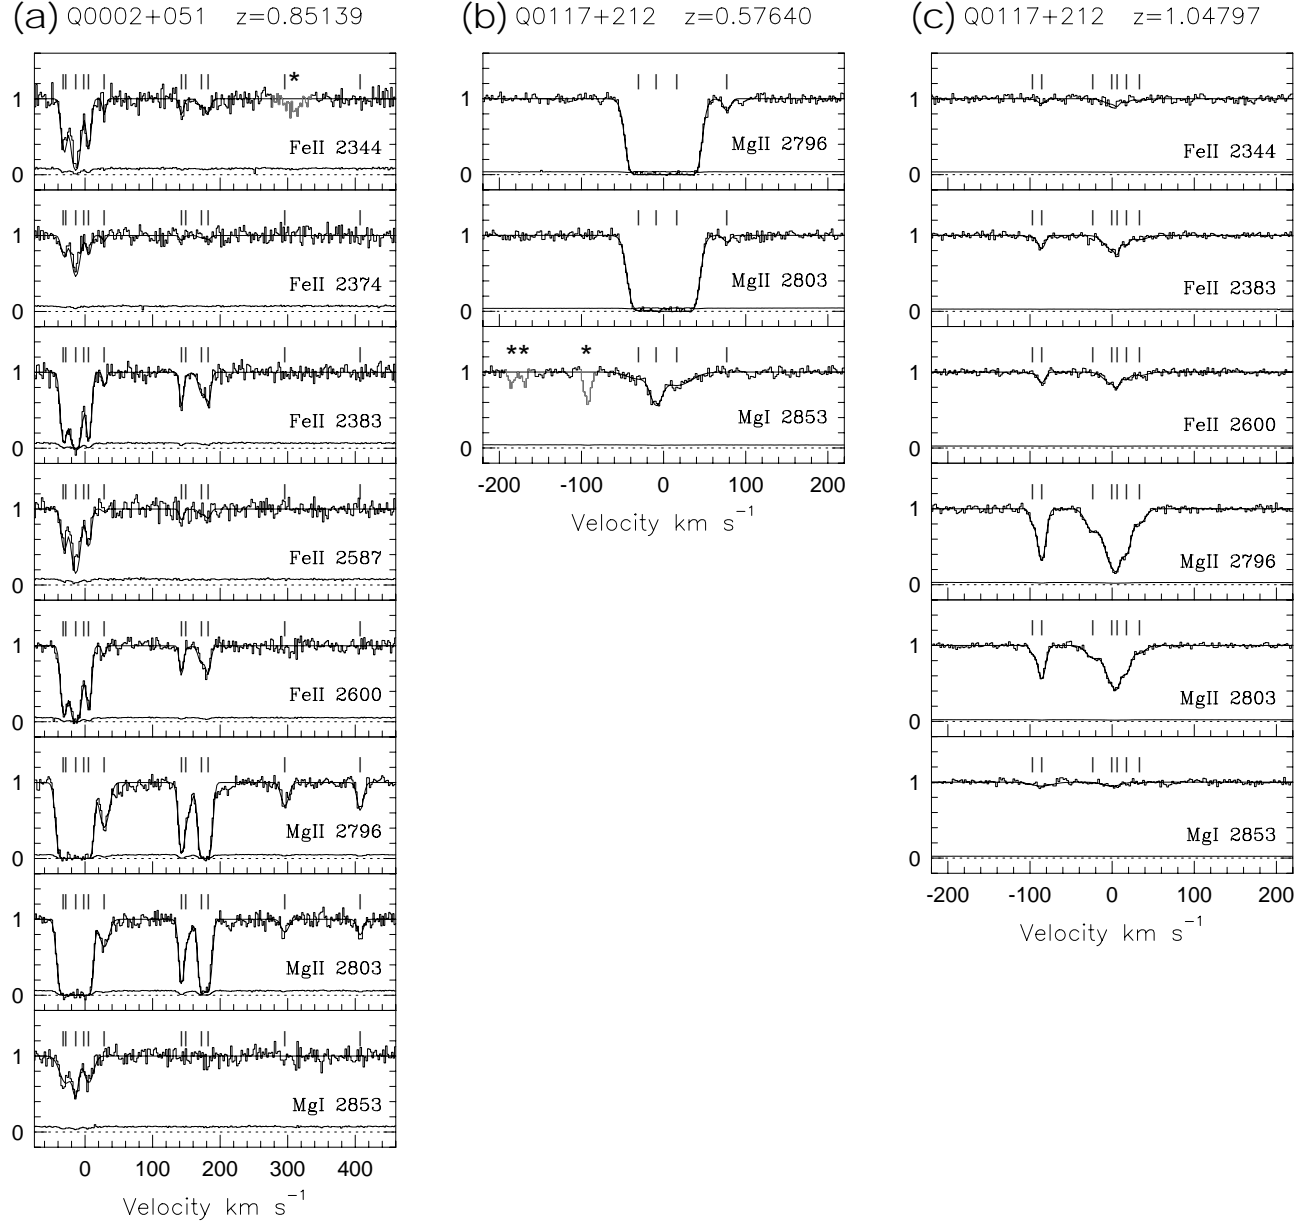 (a) Q0002+051 z=0.85139
1
FeII 2344
0
1
FeII 2374
0
1
FeII 2383
0
1
FeII 2587
0
1
FeII 2600
0
1
MgII 2796
0
1
MgII 2803
0
1
MgI 2853
0
0 100 200 300 400
Velocity km s⁻¹
(b) Q0117+212 z=0.57640
1
MgII 2796
0
1
MgII 2803
0
** *
1
MgI 2853
0
-200 -100 0 100 200
Velocity km s⁻¹
(c) Q0117+212 z=1.04797
1
FeII 2344
0
1
FeII 2383
0
1
FeII 2600
0
1
MgII 2796
0
1
MgII 2803
0
1
MgI 2853
0
-200 -100 0 100 200
Velocity km s⁻¹